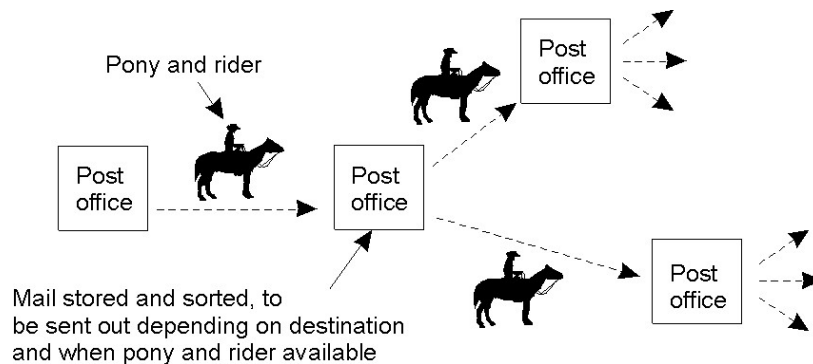 Pony and rider
Post
office
Post
office
Post
office
Post
office
Mail stored and sorted, to
be sent out depending on destination
and when pony and rider available